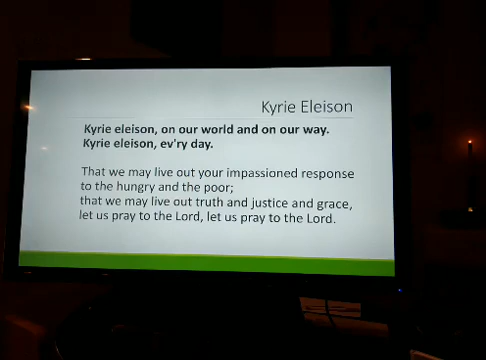 Kyrie Eleison
Kyrie eleison, on our world and on our way.
Kyrie eleison, ev'ry day.
That we may live out your impassioned response
to the hungry and the poor;
that we may live out truth and justice and grace,
let us pray to the Lord, let us pray to the Lord.